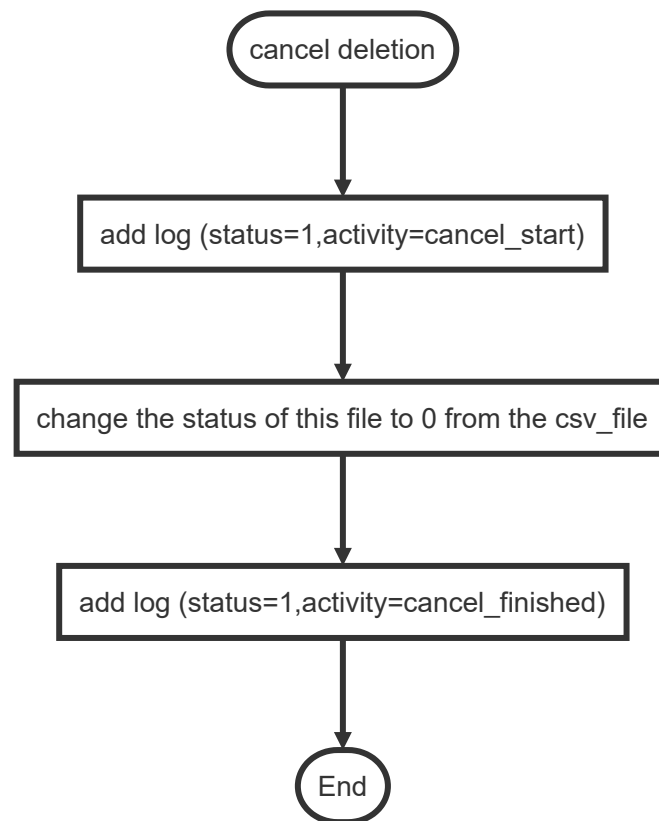 cancel deletion
add log (status=1,activity=cancel_start)
change the status of this file to 0 from the csv_file
add log (status=1,activity=cancel_finished)
End